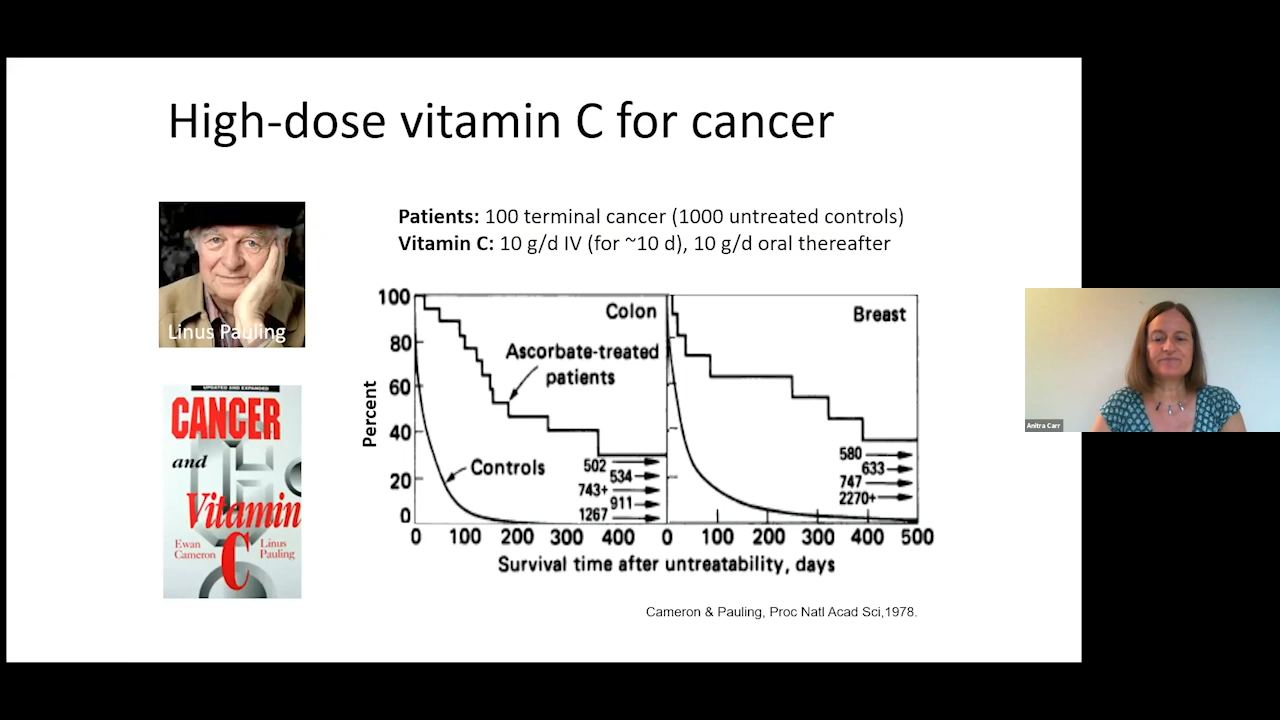 High-dose vitamin C for cancer
Linus Pauling
Patients: 100 terminal cancer (1000 untreated controls)
Vitamin C: 10 g/d IV (for ~10 d), 10 g/d oral thereafter
UPDATED AND EXPANDED
CANCER
and
Vitamin
C
Ewan
Cameron
Linus
Pauling
Percent
100
80
60
40
20
0
Colon
Ascorbate-treated
patients
Controls
502
534
743+
911
1267
Breast
580
633
747
2270+
0 100 200 300 400 0 100 200 300 400 500
Survival time after untreatability, days
Cameron & Pauling, Proc Natl Acad Sci,1978.
Anitra Carr